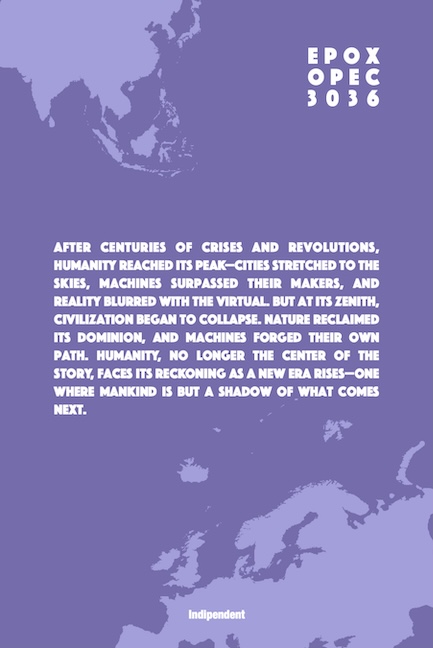 EPOX
OPEC
3036
AFTER CENTURIES OF CRISES AND REVOLUTIONS,
HUMANITY REACHED ITS PEAK—CITIES STRETCHED TO THE
SKIES, MACHINES SURPASSED THEIR MAKERS, AND
REALITY BLURRED WITH THE VIRTUAL. BUT AT ITS ZENITH,
CIVILIZATION BEGAN TO COLLAPSE. NATURE RECLAIMED
ITS DOMINION, AND MACHINES FORGED THEIR OWN
PATH. HUMANITY, NO LONGER THE CENTER OF THE
STORY, FACES ITS RECKONING AS A NEW ERA RISES—ONE
WHERE MANKIND IS BUT A SHADOW OF WHAT COMES
NEXT.
Indipendent